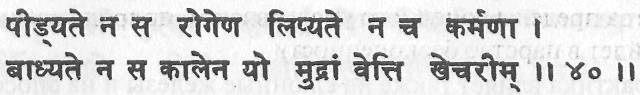 पीड्यते न स रोगेण लिप्यते न च कर्मणा ।
बाध्यते न स कालेन यो मुद्रां वेत्ति खेचरीम् ॥ ४० ॥